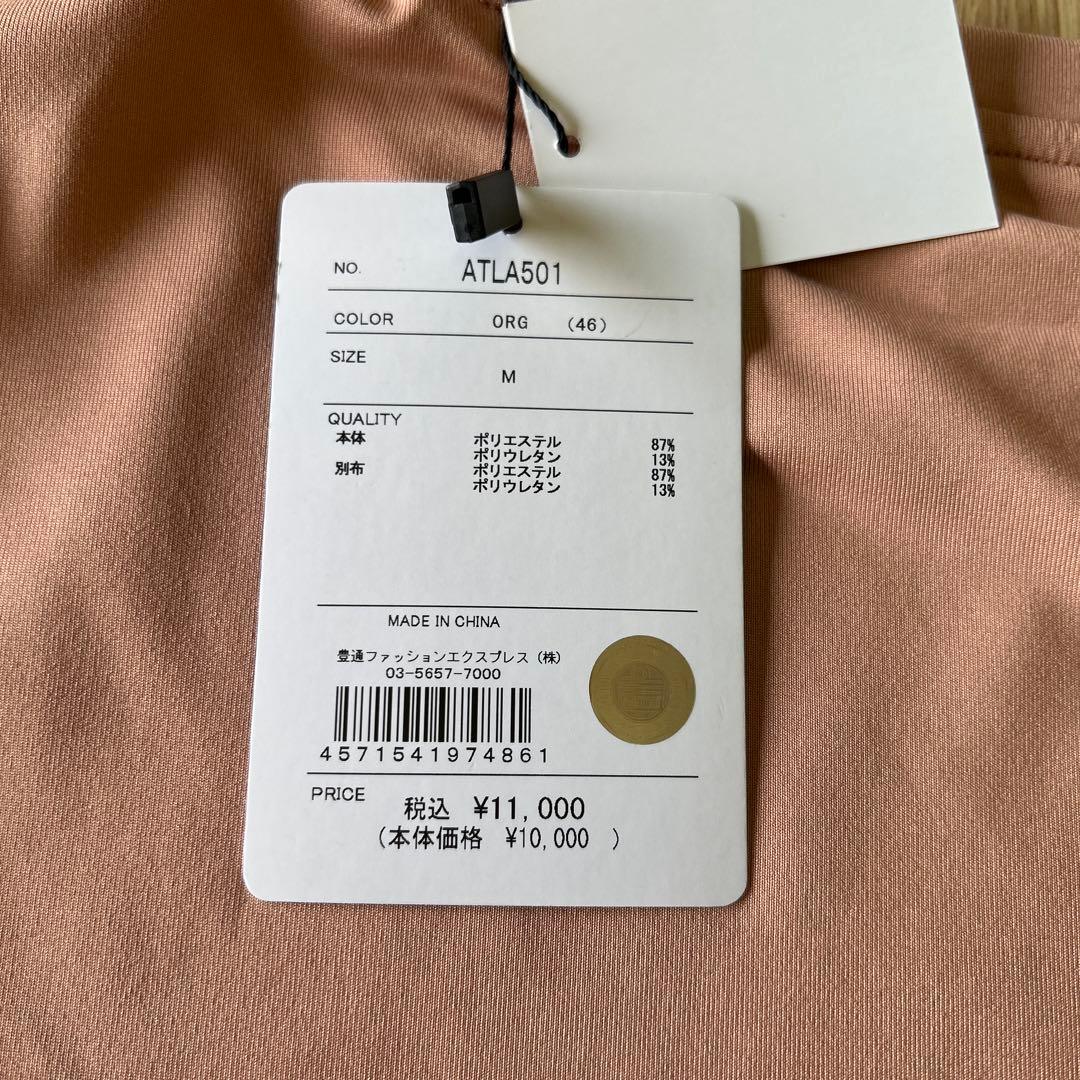 NO. ATLA501
COLOR ORG (46)
SIZE
M
QUALITY
本体 ポリエステル 87%
ポリウレタン 13%
別布 ポリエステル 87%
ポリウレタン 13%
MADE IN CHINA
豊通ファッションエクスプレス(株)
03-5657-7000
4571541974861
PRICE 税込 ¥11,000
(本体価格 ¥10,000 )